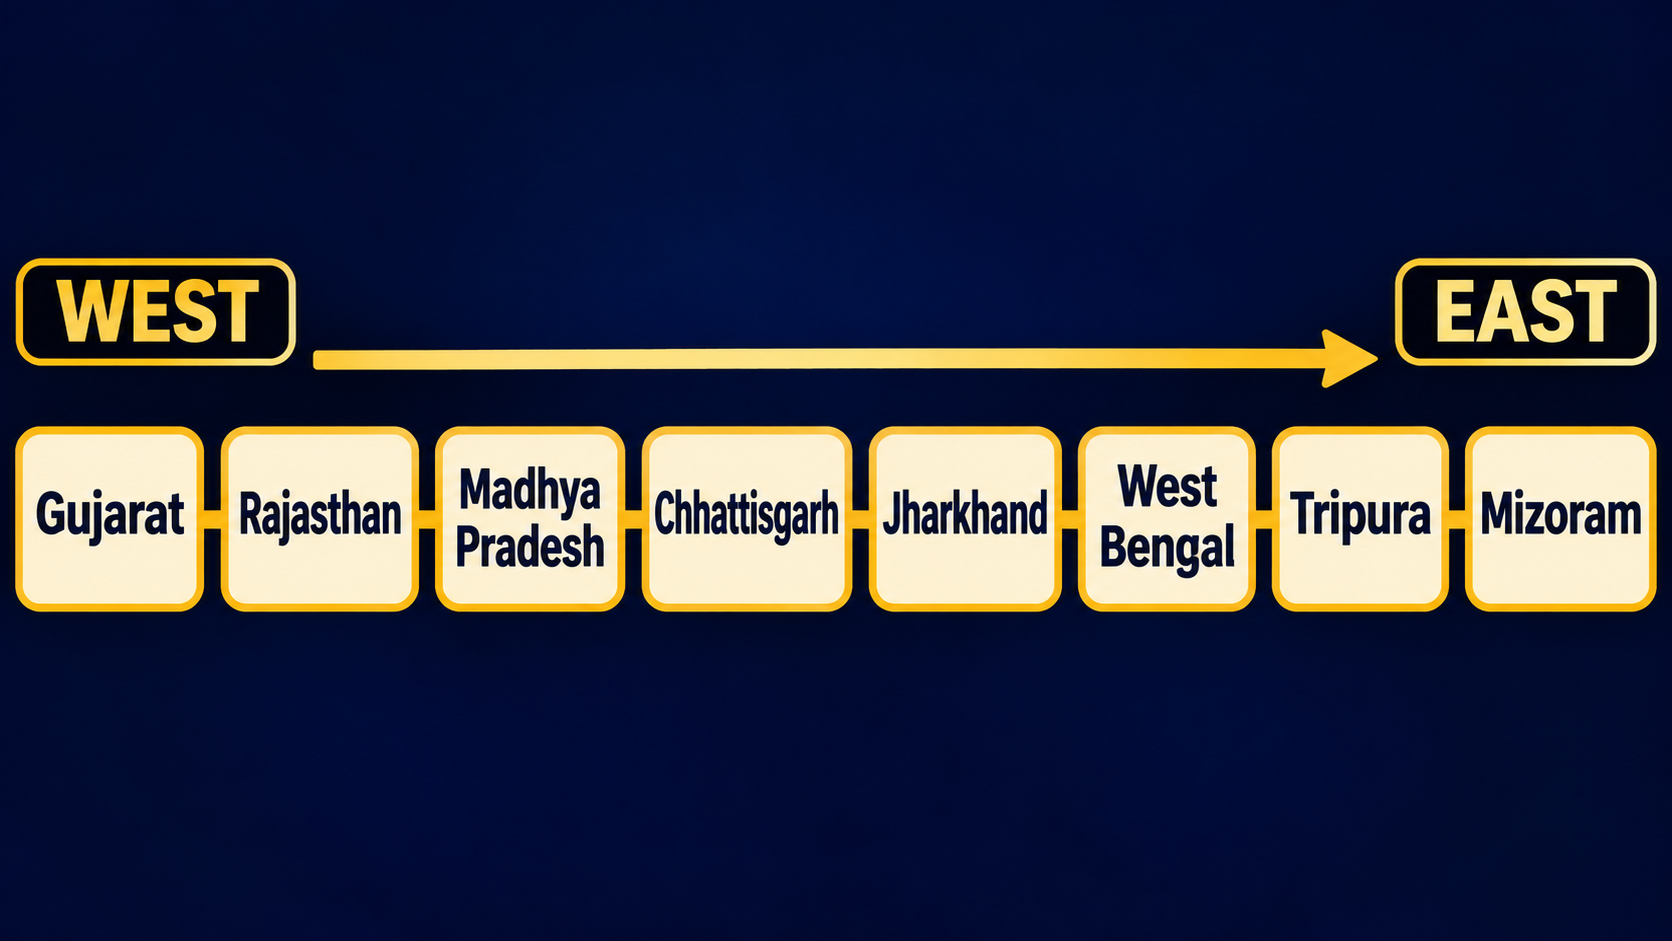 WEST
EAST
Gujarat
Rajasthan
Madhya
Pradesh
Chhattisgarh
Jharkhand
West
Bengal
Tripura
Mizoram